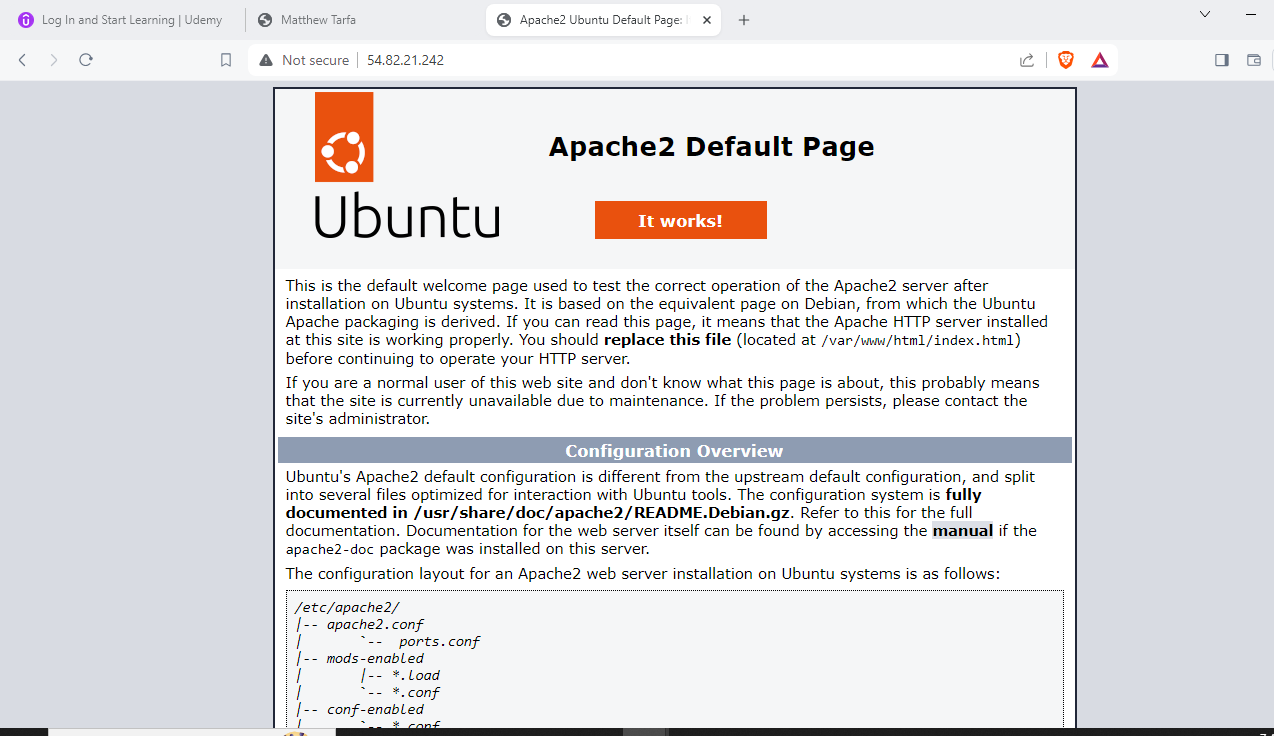 Log In and Start Learning | Udemy
Matthew Tarfa
Apache2 Ubuntu Default Page:
Not secure
54.82.21.242
Ubuntu
Apache2 Default Page
It works!
This is the default welcome page used to test the correct operation of the Apache2 server after
installation on Ubuntu systems. It is based on the equivalent page on Debian, from which the Ubuntu
Apache packaging is derived. If you can read this page, it means that the Apache HTTP server installed
at this site is working properly. You should replace this file (located at /var/www/html/index.html)
before continuing to operate your HTTP server.
If you are a normal user of this web site and don't know what this page is about, this probably means
that the site is currently unavailable due to maintenance. If the problem persists, please contact the
site's administrator.
Configuration Overview
Ubuntu's Apache2 default configuration is different from the upstream default configuration, and split
into several files optimized for interaction with Ubuntu tools. The configuration system is fully
documented in /usr/share/doc/apache2/README.Debian.gz. Refer to this for the full
documentation. Documentation for the web server itself can be found by accessing the manual if the
apache2-doc package was installed on this server.
The configuration layout for an Apache2 web server installation on Ubuntu systems is as follows:
/etc/apache2/
|-- apache2.conf
|       `--  ports.conf
|-- mods-enabled
|       |-- *.load
|       `-- *.conf
|-- conf-enabled
|       `-- *.conf